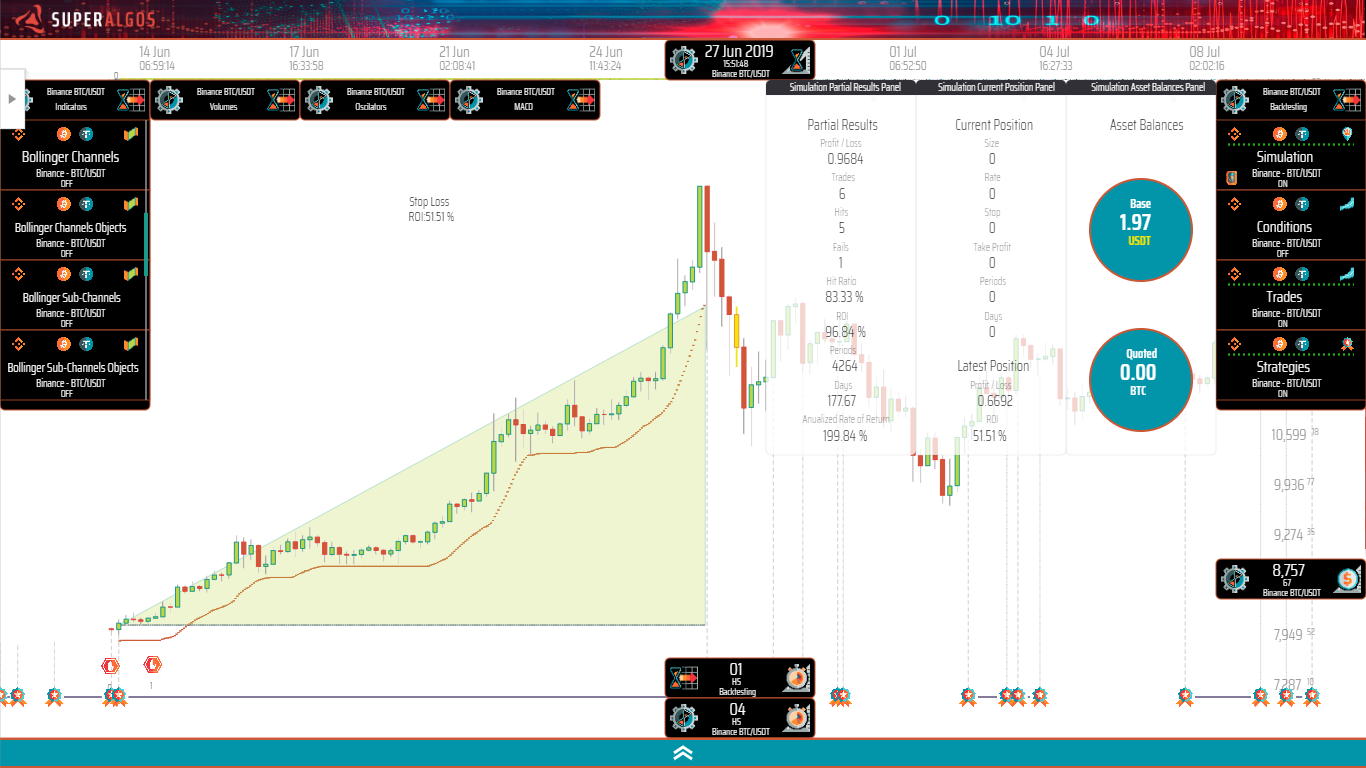 SUPERALGOS
0 10 1 0
14 Jun
06:59:14
17 Jun
16:33:58
21 Jun
02:08:41
24 Jun
11:43:24
27 Jun 2019
15:51:48
Binance BTC/USDT
01 Jul
06:52:50
04 Jul
16:27:33
08 Jul
02:02:16
0
Binance BTC/USDT
Indicators
Binance BTC/USDT
Volumes
Binance BTC/USDT
Oscilators
Binance BTC/USDT
MACD
Bollinger Channels
Binance - BTC/USDT
OFF
Bollinger Channels Objects
Binance - BTC/USDT
OFF
Bollinger Sub-Channels
Binance - BTC/USDT
OFF
Bollinger Sub-Channels Objects
Binance - BTC/USDT
OFF
Stop Loss
ROI:51.51 %
Simulation Partial Results Panel
Partial Results
Profit / Loss
0.9684
Trades
6
Hits
5
Fails
1
Hit Ratio
83.33 %
ROI
96.84 %
Periods
4264
Days
177.67
Anualized Rate of Return
199.84 %
Simulation Current Position Panel
Current Position
Size
0
Rate
0
Stop
0
Take Profit
0
Periods
0
Days
0
Latest Position
Profit / Loss
0.6692
ROI
51.51 %
Simulation Asset Balances Panel
Asset Balances
Base
1.97
USDT
Quoted
0.00
BTC
Binance BTC/USDT
Backtesting
Simulation
Binance - BTC/USDT
ON
Conditions
Binance - BTC/USDT
OFF
Trades
Binance - BTC/USDT
ON
Strategies
Binance - BTC/USDT
ON
10,599
9,936 77
9,274 35
8,757
67
Binance BTC/USDT
7,949 52
7287 10
1
01
HS
Backtesting
04
HS
Binance BTC/USDT